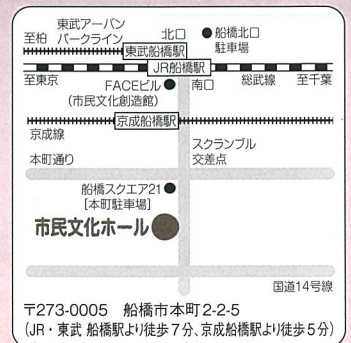 東武アーバン
パークライン
至柏
北口
船橋北口
駐車場
東武船橋駅
JR船橋駅
至東京
総武線
至千葉
FACEビル
(市民文化創造館)
南口
京成船橋駅
京成線
スクランブル
交差点
本町通り
船橋スクエア21
[本町駐車場]
市民文化ホール
国道14号線
〒273-0005 船橋市本町2-2-5
(JR・東武 船橋駅より徒歩7分、京成船橋駅より徒歩5分)